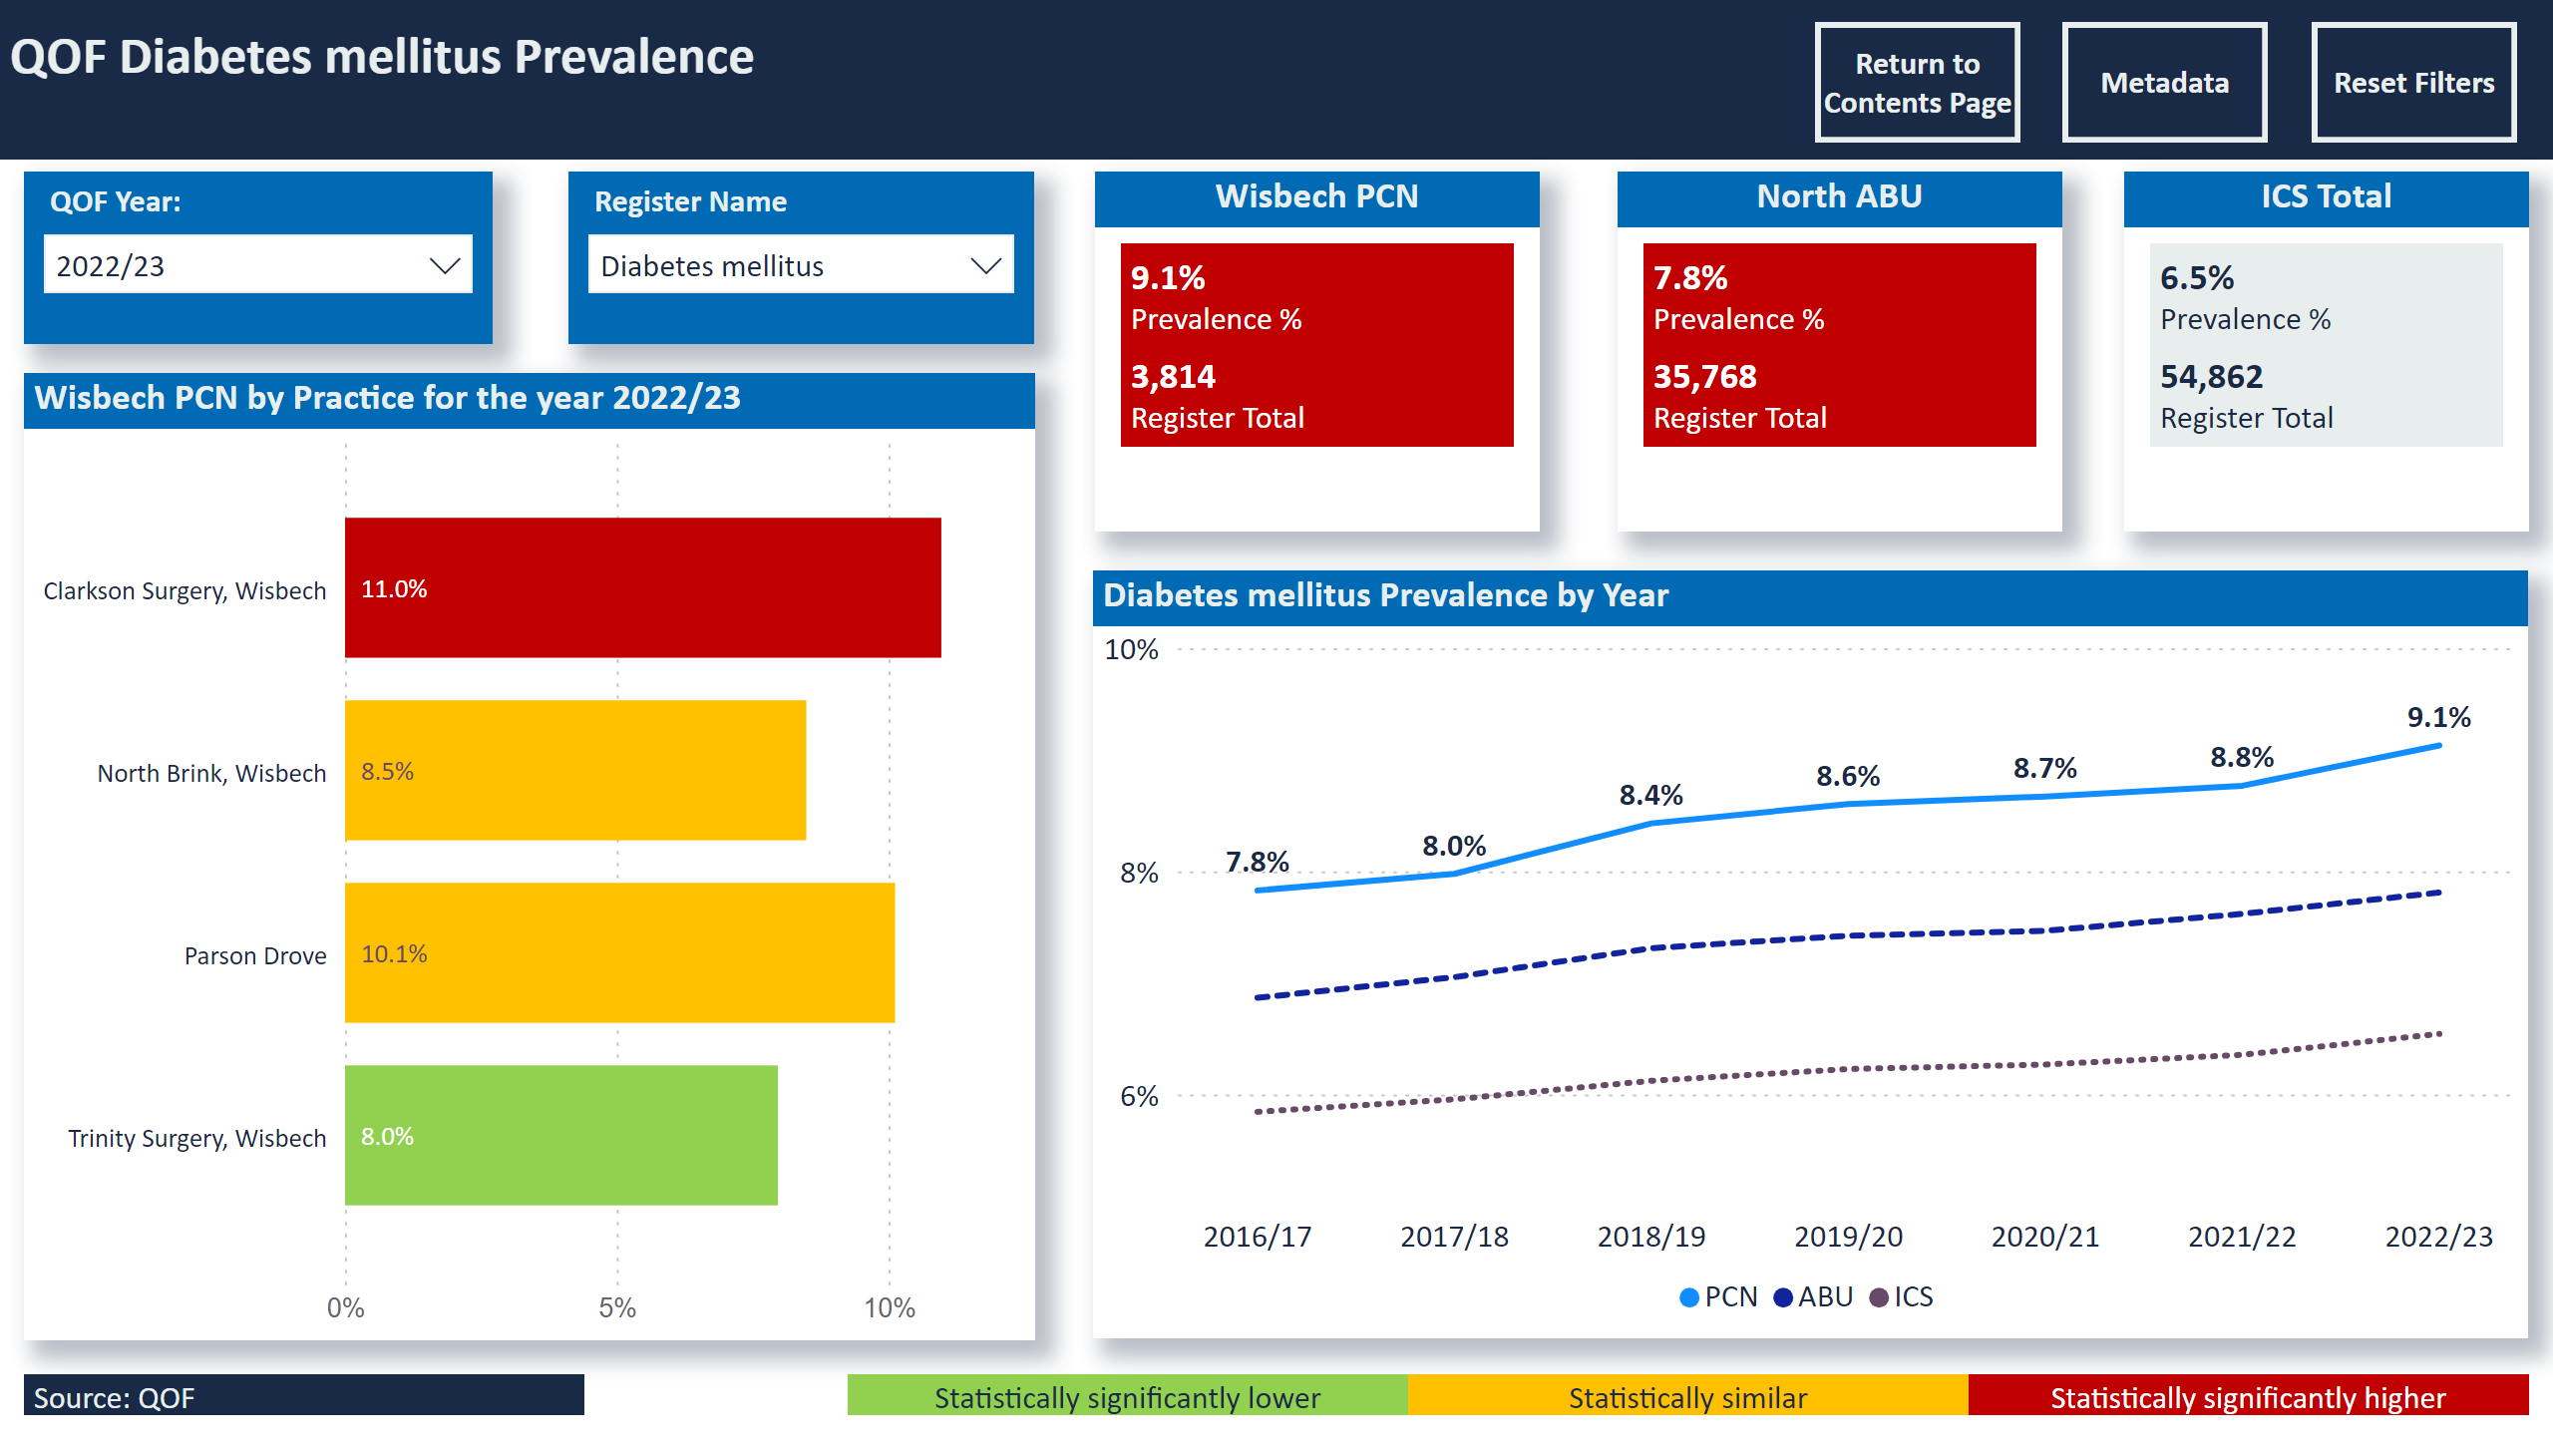 QOF Diabetes mellitus Prevalence
Return to
Contents Page
Metadata
Reset Filters
QOF Year:
2022/23
Register Name
Diabetes mellitus
Wisbech PCN
9.1%
Prevalence %
3,814
Register Total
North ABU
7.8%
Prevalence %
35,768
Register Total
ICS Total
6.5%
Prevalence %
54,862
Register Total
Wisbech PCN by Practice for the year 2022/23
Clarkson Surgery, Wisbech
11.0%
North Brink, Wisbech
8.5%
Parson Drove
10.1%
Trinity Surgery, Wisbech
8.0%
0%
5%
10%
Diabetes mellitus Prevalence by Year
10%
8%
6%
7.8%
8.0%
8.4%
8.6%
8.7%
8.8%
9.1%
2016/17
2017/18
2018/19
2019/20
2020/21
2021/22
2022/23
PCN
ABU
ICS
Source: QOF
Statistically significantly lower
Statistically similar
Statistically significantly higher